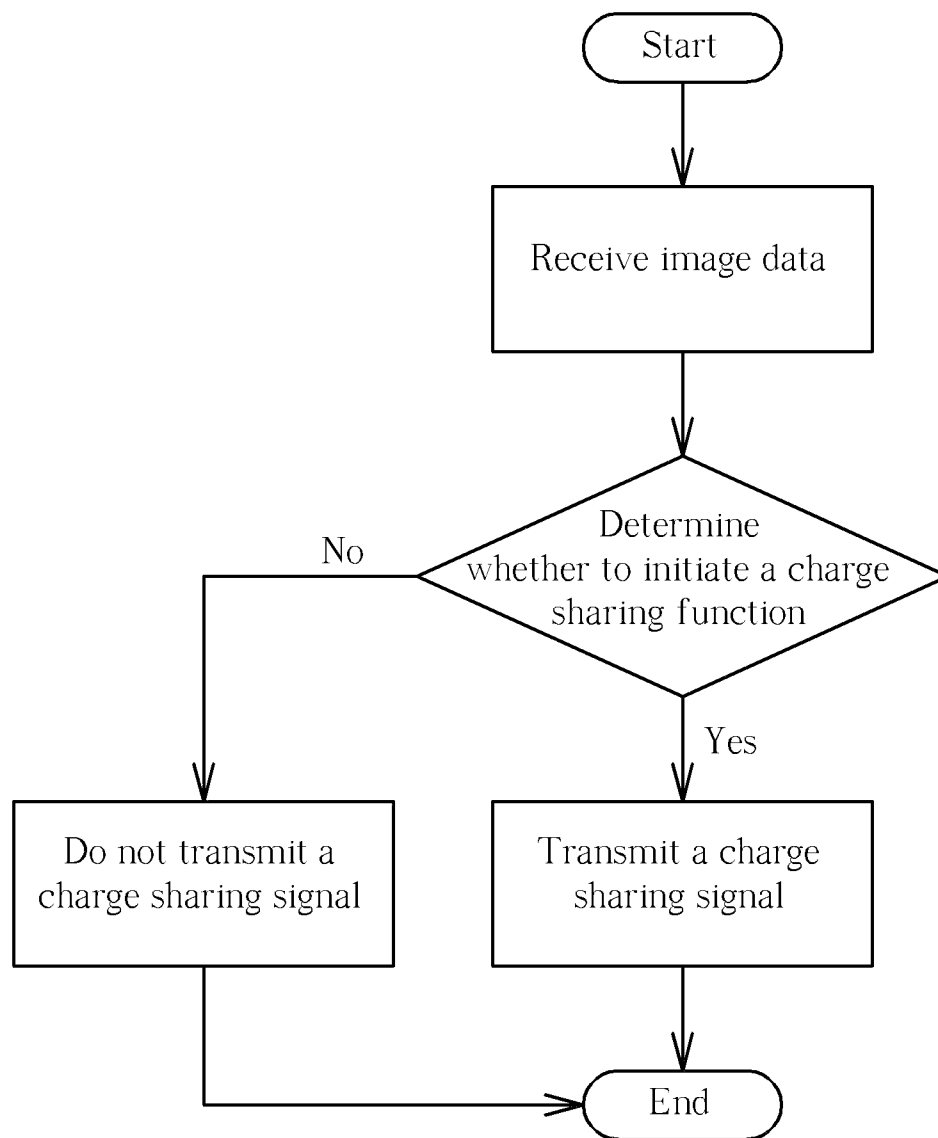 Start
Receive image data
Determine
whether to initiate a charge
sharing function
No
Yes
Do not transmit a
charge sharing signal
Transmit a charge
sharing signal
End